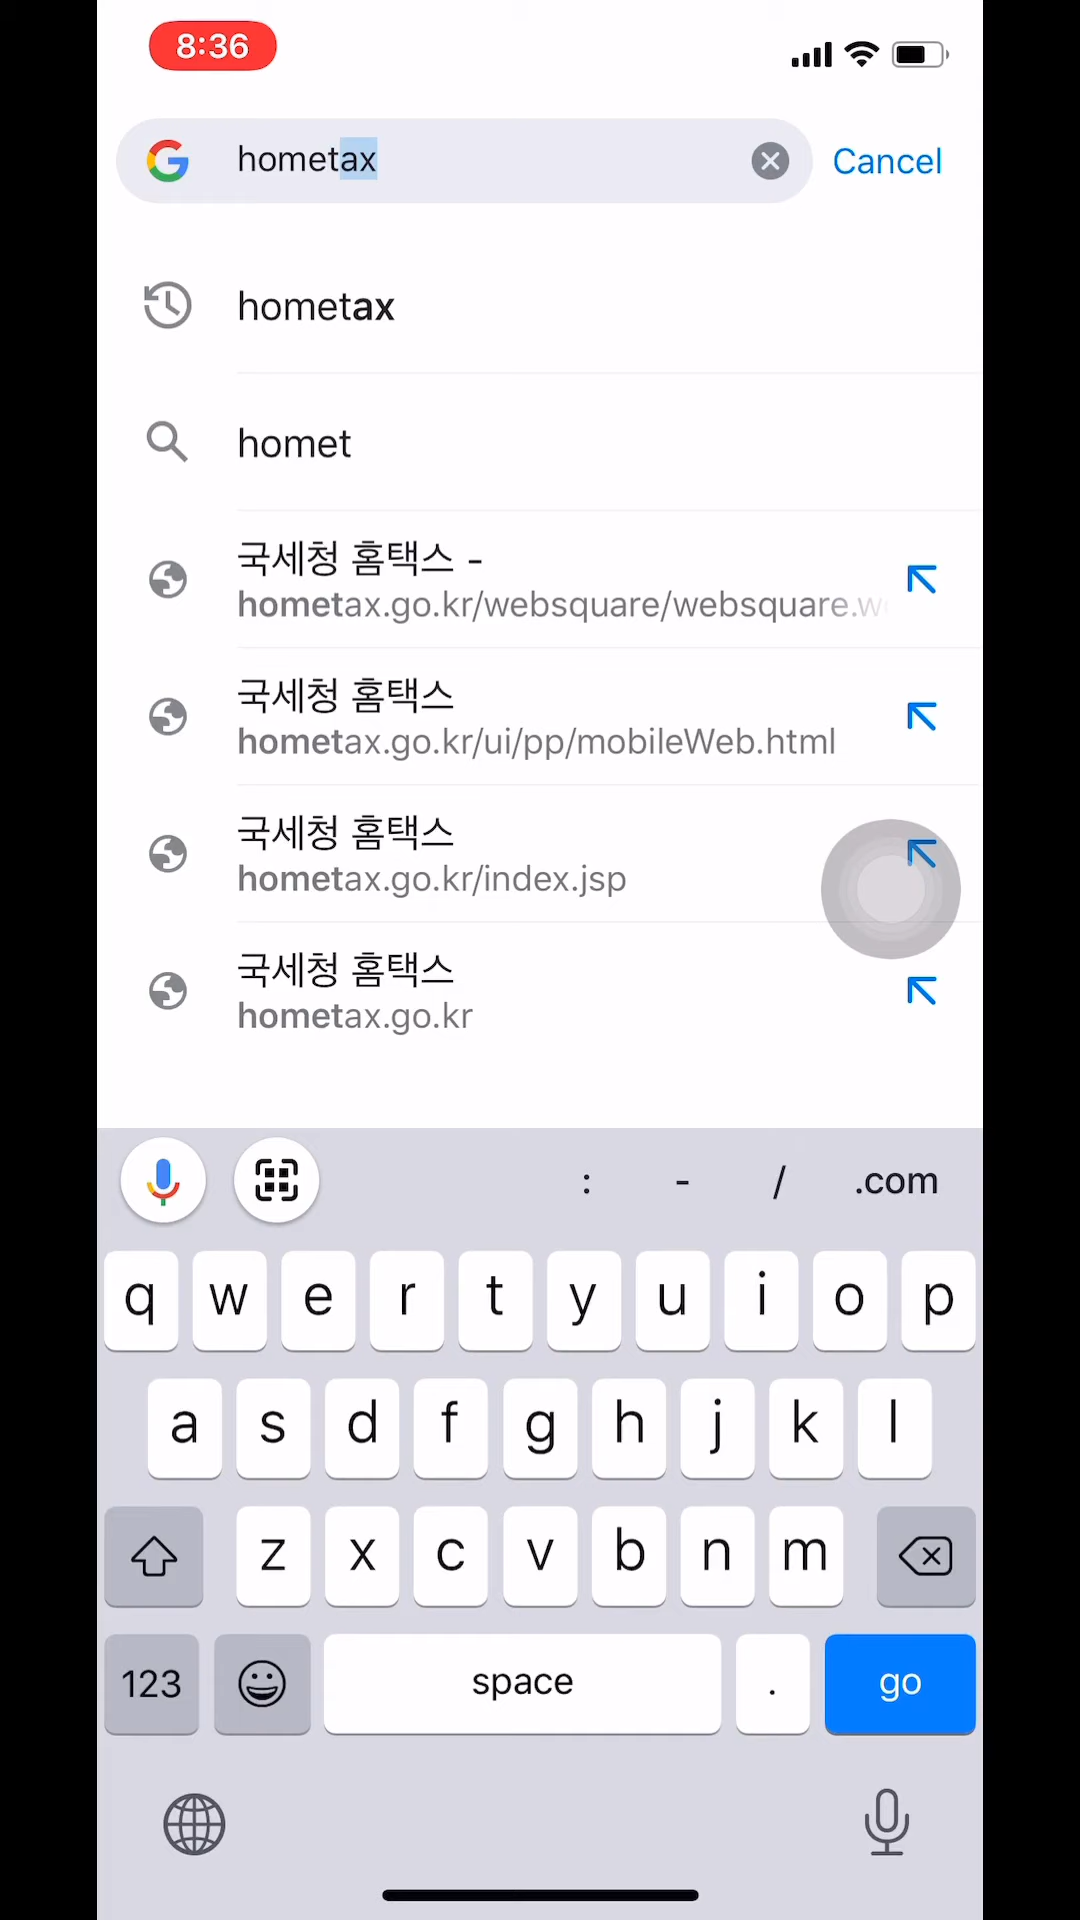 8:36
hometax
Cancel
hometax
homet
국세청 홈택스 -
hometax.go.kr/websquare/websquare.w
국세청 홈택스
hometax.go.kr/ui/pp/mobileWeb.html
국세청 홈택스
hometax.go.kr/index.jsp
국세청 홈택스
hometax.go.kr
: - / .com
q w e r t y u i o p
a s d f g h j k l
z x c v b n m
123 space . go